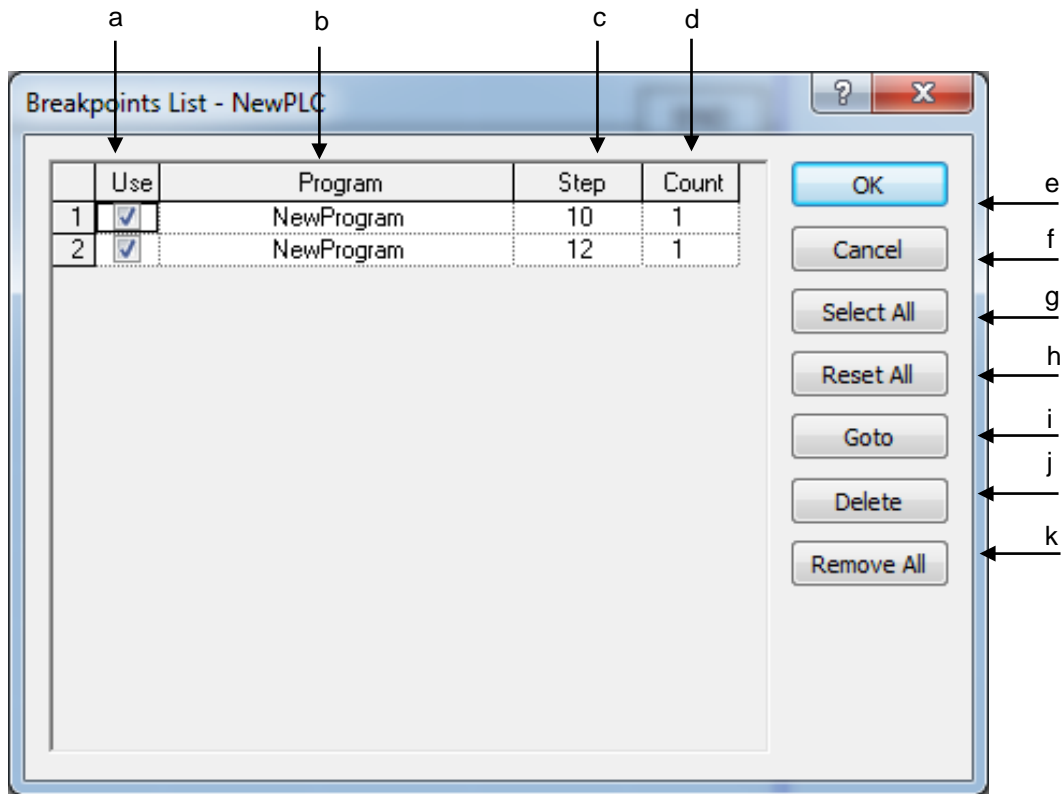 a b c d
Breakpoints List - NewPLC
Use Program Step Count
1 NewProgram 10 1
2 NewProgram 12 1
OK
e
Cancel
f
Select All
g
Reset All
h
Goto
i
Delete
j
Remove All
k